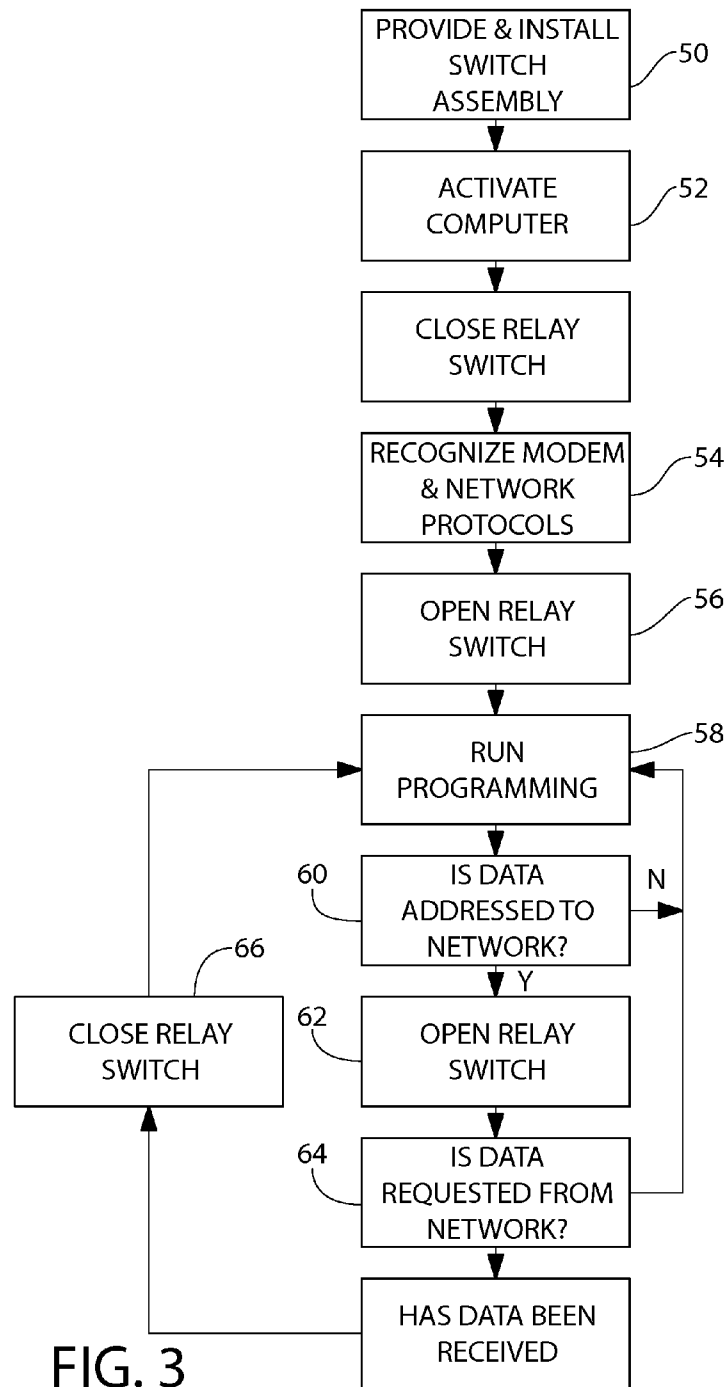 PROVIDE & INSTALL
SWITCH
ASSEMBLY
50
ACTIVATE
COMPUTER
52
CLOSE RELAY
SWITCH
RECOGNIZE MODEM
& NETWORK
PROTOCOLS
54
OPEN RELAY
SWITCH
56
RUN
PROGRAMMING
58
60
IS DATA
ADDRESSED TO
NETWORK?
N
Y
66
CLOSE RELAY
SWITCH
62
OPEN RELAY
SWITCH
64
IS DATA
REQUESTED FROM
NETWORK?
HAS DATA BEEN
RECEIVED
FIG. 3